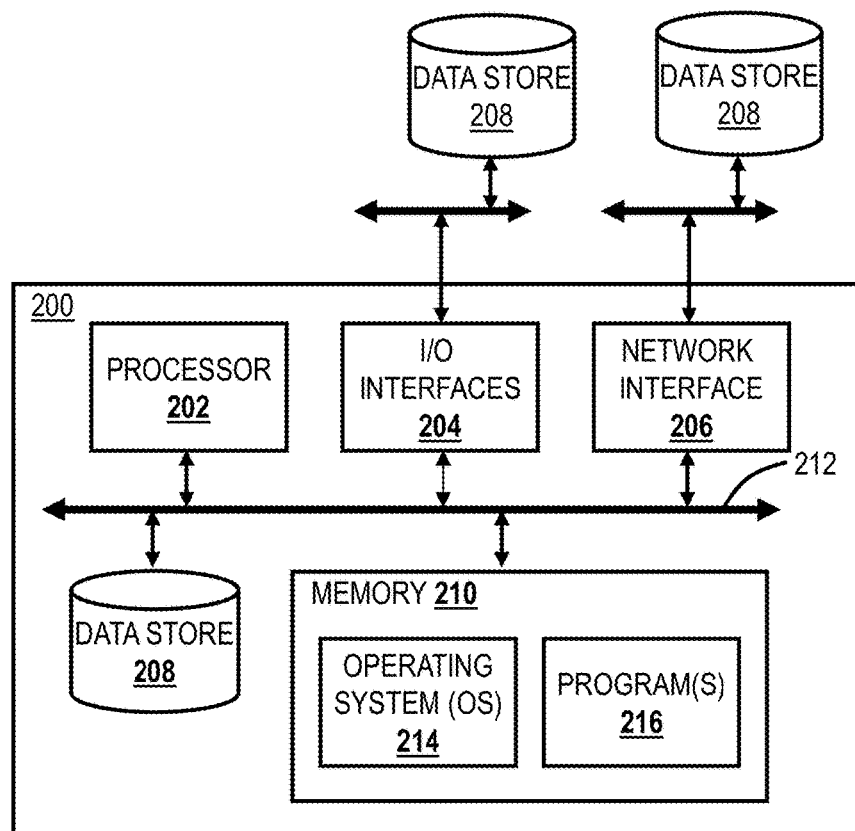 DATA STORE
208
DATA STORE
208
200
PROCESSOR
202
I/O
INTERFACES
204
NETWORK
INTERFACE
206
212
DATA STORE
208
MEMORY 210
OPERATING
SYSTEM (OS)
214
PROGRAM(S)
216